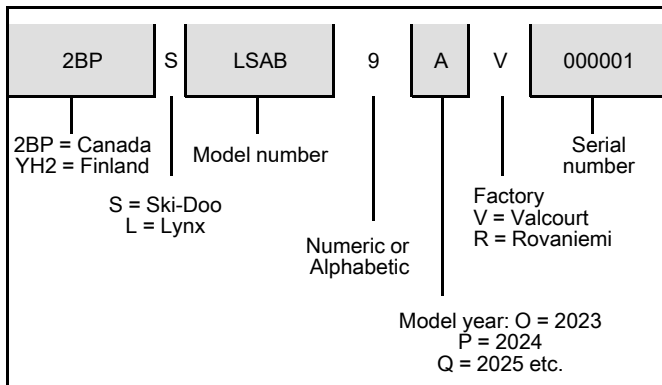 2BP S LSAB 9 A V 000001
2BP = Canada
YH2 = Finland
Model number
Serial
number
S = Ski-Doo
L = Lynx
Factory
V = Valcourt
R = Rovaniemi
Numeric or
Alphabetic
Model year: O = 2023
P = 2024
Q = 2025 etc.